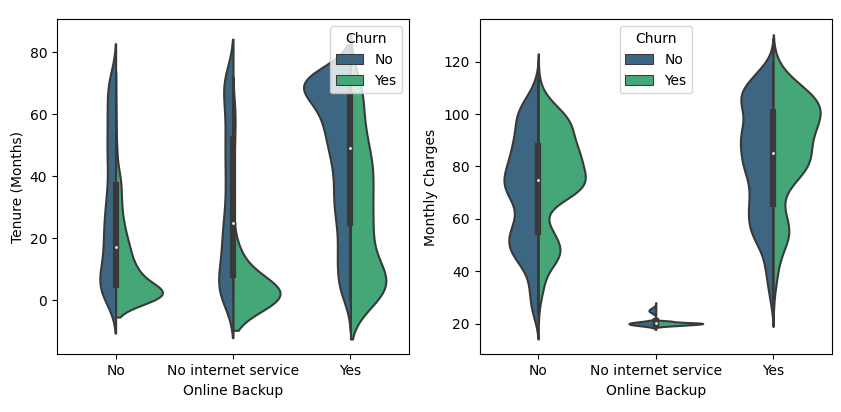 Churn
No
Yes
80
60
40
20
0
Tenure (Months)
No
No internet service
Yes
Online Backup
Churn
No
Yes
120
100
80
60
40
20
Monthly Charges
No
No internet service
Yes
Online Backup